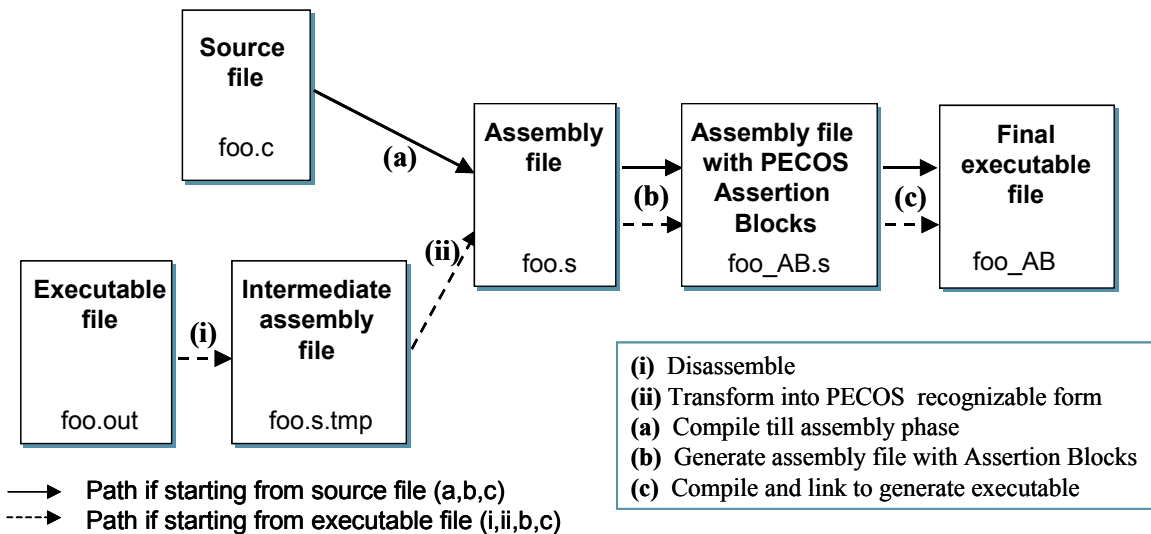 Source
file
foo.c
(a)
Assembly
file
foo.s
(b)
Assembly file
with PECOS
Assertion
Blocks
foo_AB.s
(c)
Final
executable
file
foo_AB
Executable
file
foo.out
(i)
Intermediate
assembly
file
foo.s.tmp
(ii)
(i) Disassemble
(ii) Transform into PECOS recognizable form
(a) Compile till assembly phase
(b) Generate assembly file with Assertion Blocks
(c) Compile and link to generate executable
Path if starting from source file (a,b,c)
Path if starting from executable file (i,ii,b,c)